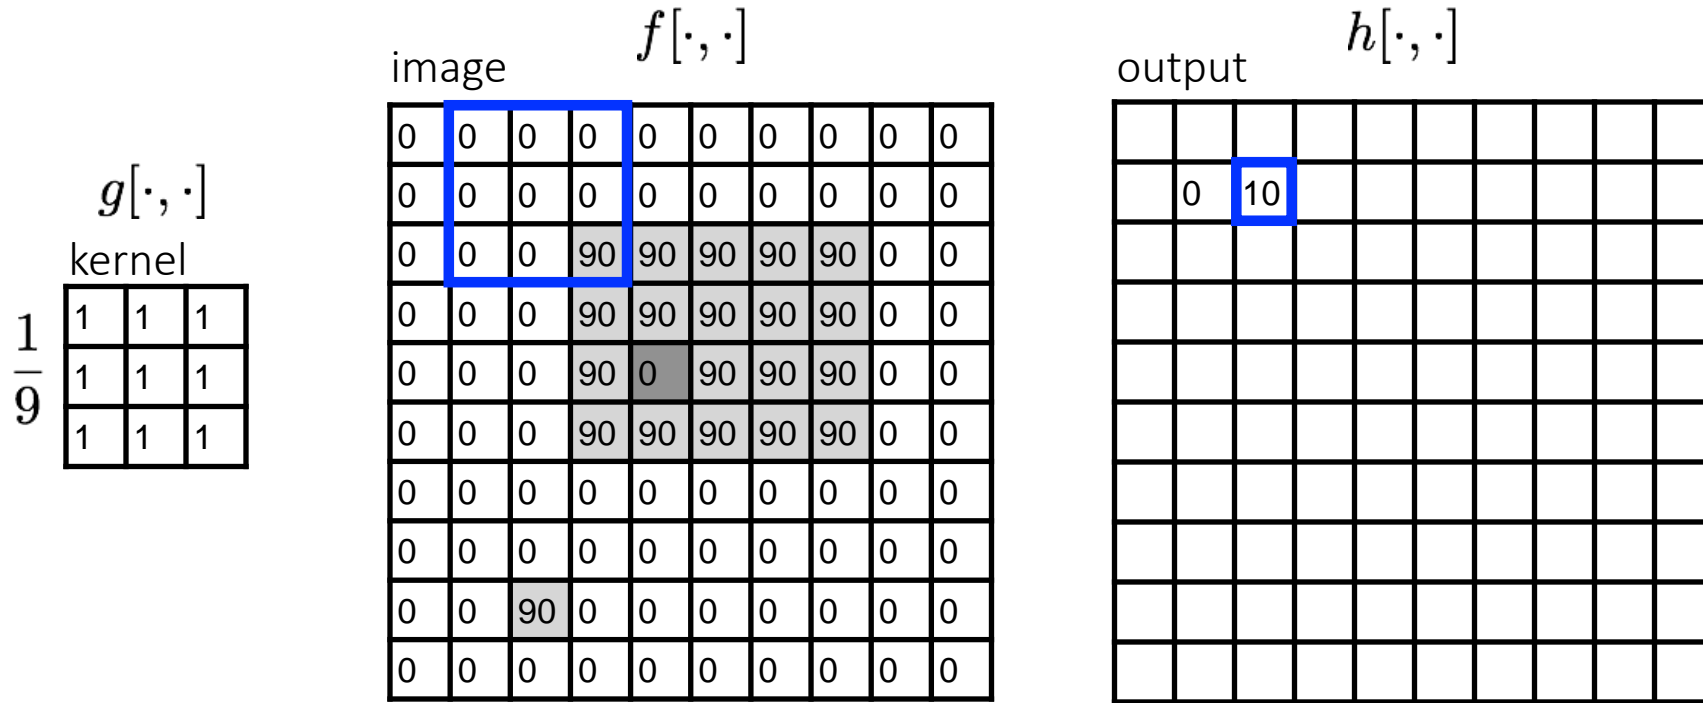 f[·, ·]
h[·, ·]
image
output
g[·, ·]
kernel
1/9
1 1 1
1 1 1
1 1 1
0 0 0 0 0 0 0 0 0 0
0 0 0 0 0 0 0 0 0 0
0 0 0 90 90 90 90 90 0 0
0 0 0 90 90 90 90 90 0 0
0 0 0 90 0 90 90 90 0 0
0 0 0 90 90 90 90 90 0 0
0 0 0 0 0 0 0 0 0 0
0 0 0 0 0 0 0 0 0 0
0 0 90 0 0 0 0 0 0 0
0 0 0 0 0 0 0 0 0 0
0 10